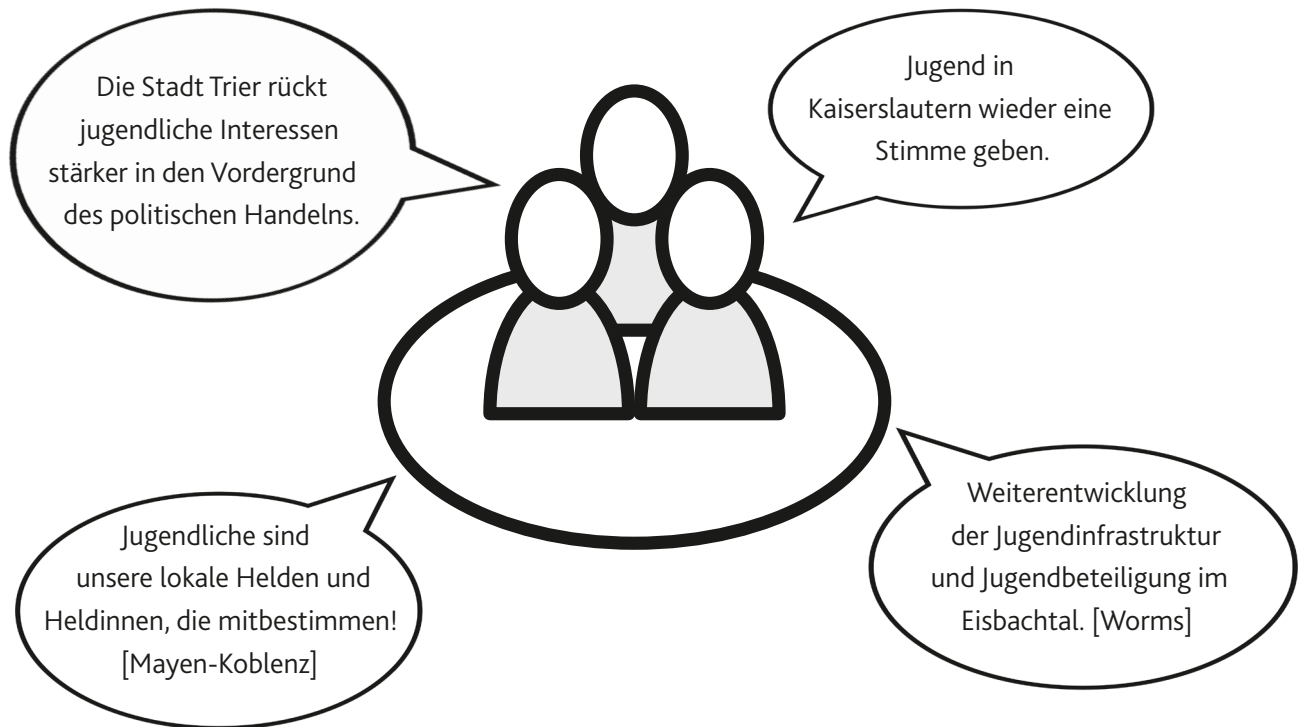 Die Stadt Trier rückt
jugendliche Interessen
stärker in den Vordergrund
des politischen Handelns.
Jugend in
Kaiserslautern wieder eine
Stimme geben.
Jugendliche sind
unsere lokale Helden und
Heldinnen, die mitbestimmen!
[Mayen-Koblenz]
Weiterentwicklung
der Jugendinfrastruktur
und Jugendbeteiligung im
Eisbachtal. [Worms]